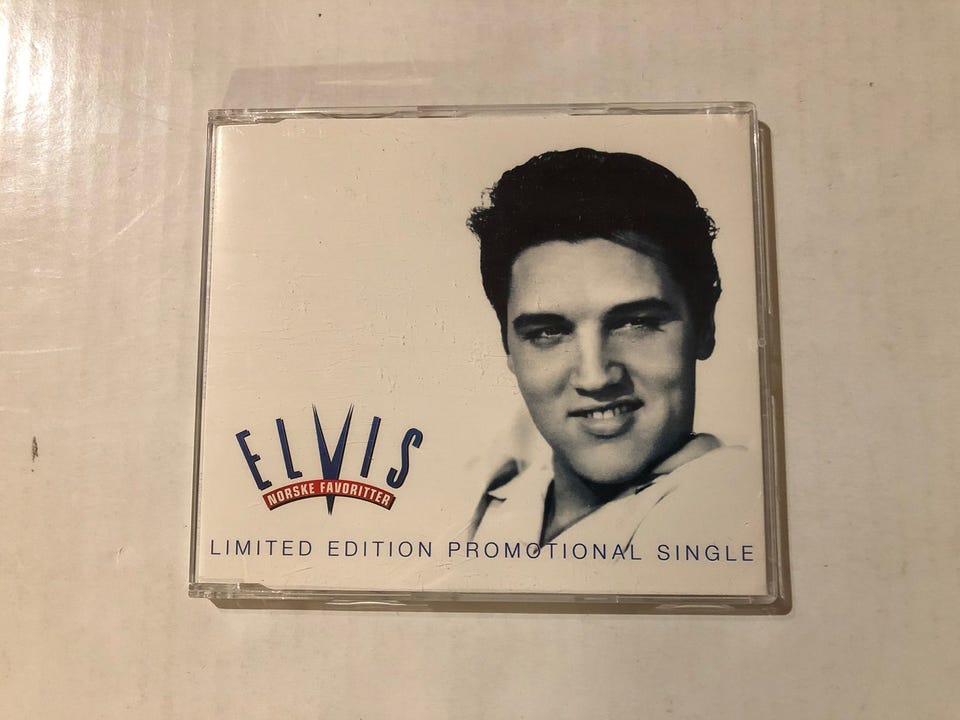 ELVIS
NORSKE FAVORITTER
LIMITED EDITION PROMOTIONAL SINGLE